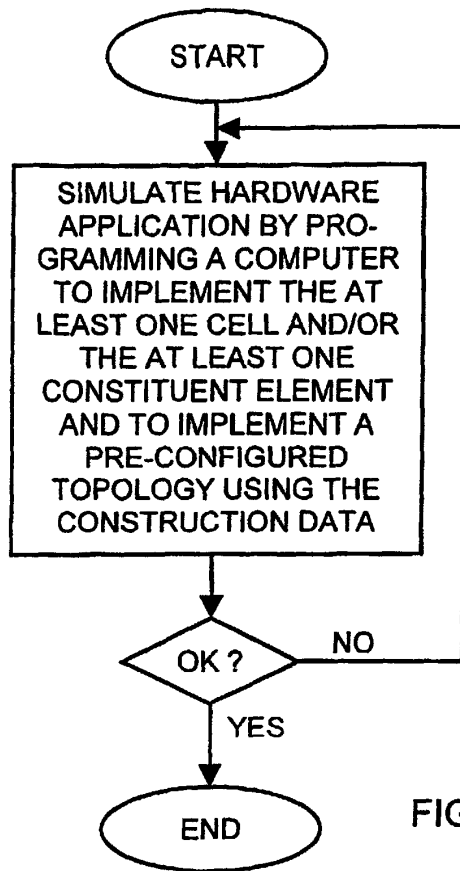 START
SIMULATE HARDWARE
APPLICATION BY PRO-
GRAMMING A COMPUTER
TO IMPLEMENT THE AT
LEAST ONE CELL AND/OR
THE AT LEAST ONE
CONSTITUENT ELEMENT
AND TO IMPLEMENT A
PRE-CONFIGURED
TOPOLOGY USING THE
CONSTRUCTION DATA
OK ?
NO
YES
END
FIG